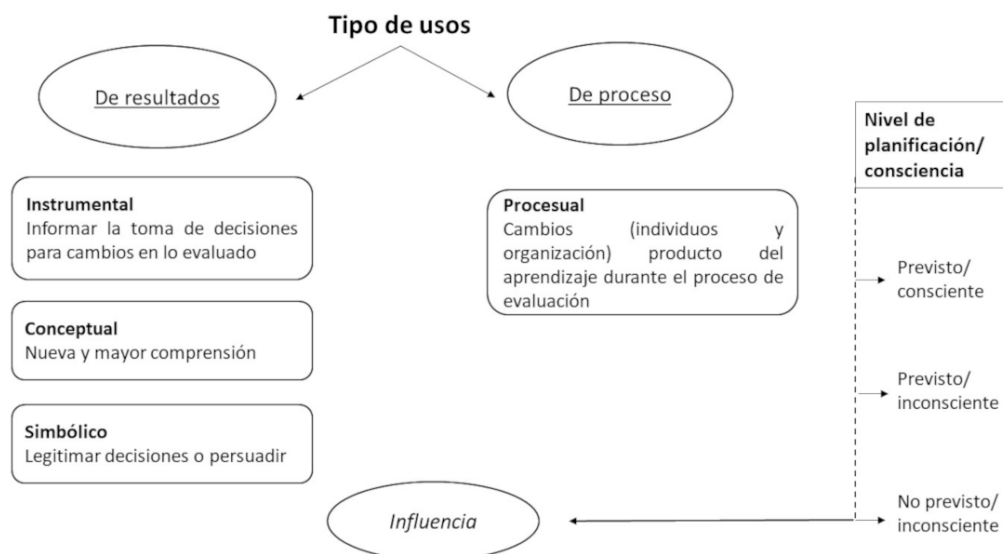 Tipo de usos
De resultados
De proceso
Nivel de
planificación/
consciencia
Instrumental
Informar la toma de decisiones
para cambios en lo evaluado
Procesual
Cambios (individuos y
organización) producto del
aprendizaje durante el proceso de
evaluación
Previsto/
consciente
Conceptual
Nueva y mayor comprensión
Previsto/
inconsciente
Simbólico
Legitimar decisiones o persuadir
Influencia
No previsto/
inconsciente